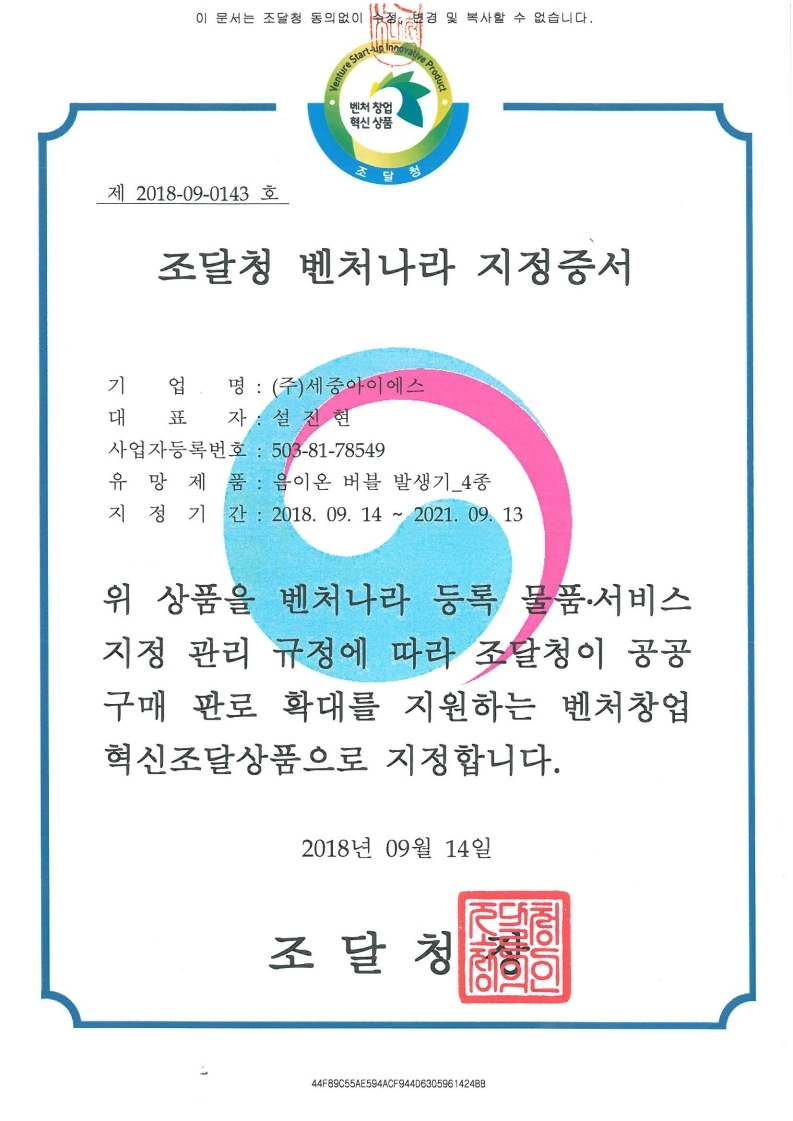 이 문서는 조달청 동의없이 수정, 변경 및 복사할 수 없습니다.
Venture Start-up Innovative Product
벤처 창업
혁신 상품
조달청
제 2018-09-0143 호
조달청 벤처나라 지정증서
기 업 명 : (주)세중아이에스
대 표 자 : 설 진 현
사업자등록번호 : 503-81-78549
유 망 제 품 : 음이온 버블 발생기_4종
지 정 기 간 : 2018. 09. 14 ~ 2021. 09. 13
위 상품을 벤처나라 등록 물품·서비스
지정 관리 규정에 따라 조달청이 공공
구매 판로 확대를 지원하는 벤처창업
혁신조달상품으로 지정합니다.
2018년 09월 14일
조 달 청 장
44F89C55AE594ACF944D6305961424BB